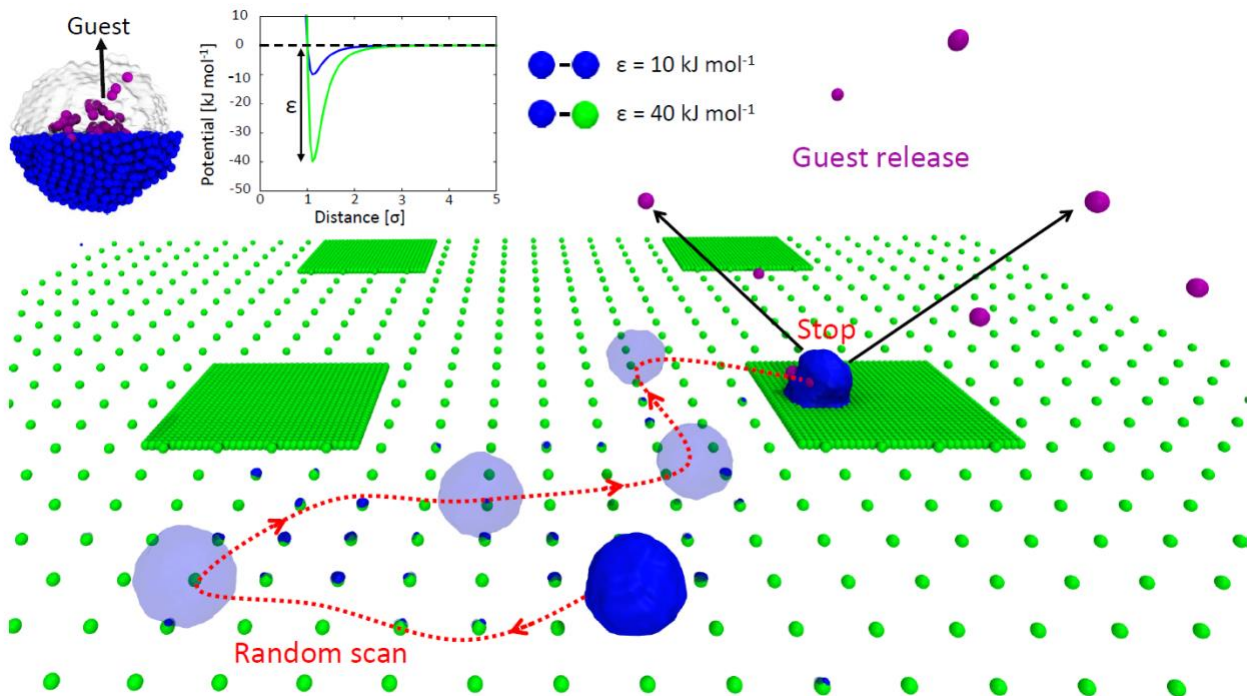 Guest
Potential [kJ mol⁻¹]
10
0
-10
-20
-30
-40
-50
ε
0 1 2 3 4 5
Distance [σ]
ε = 10 kJ mol⁻¹
ε = 40 kJ mol⁻¹
Guest release
Stop
Random scan